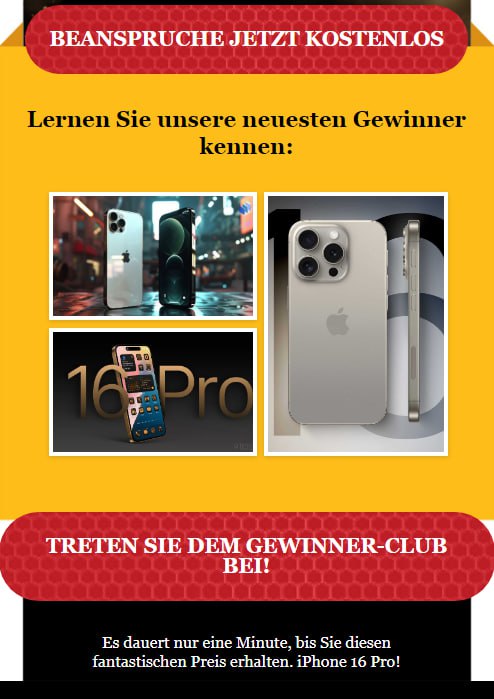 BEANSPRUCHE JETZT KOSTENLOS
Lernen Sie unsere neuesten Gewinner
kennen:
16 Pro
16
TRETEN SIE DEM GEWINNER-CLUB
BEI!
Es dauert nur eine Minute, bis Sie diesen
fantastischen Preis erhalten. iPhone 16 Pro!